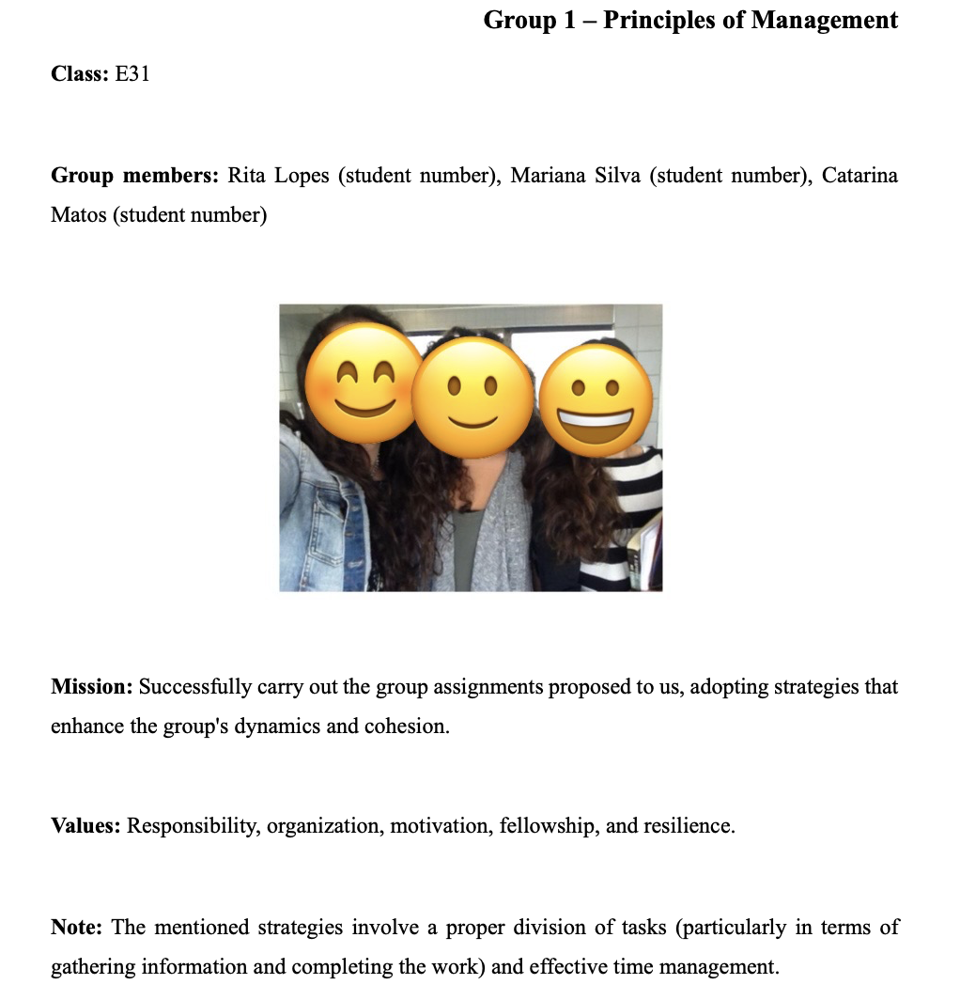 Group 1 – Principles of Management
Class: E31
Group members: Rita Lopes (student number), Mariana Silva (student number), Catarina
Matos (student number)
Mission: Successfully carry out the group assignments proposed to us, adopting strategies that
enhance the group's dynamics and cohesion.
Values: Responsibility, organization, motivation, fellowship, and resilience.
Note: The mentioned strategies involve a proper division of tasks (particularly in terms of
gathering information and completing the work) and effective time management.